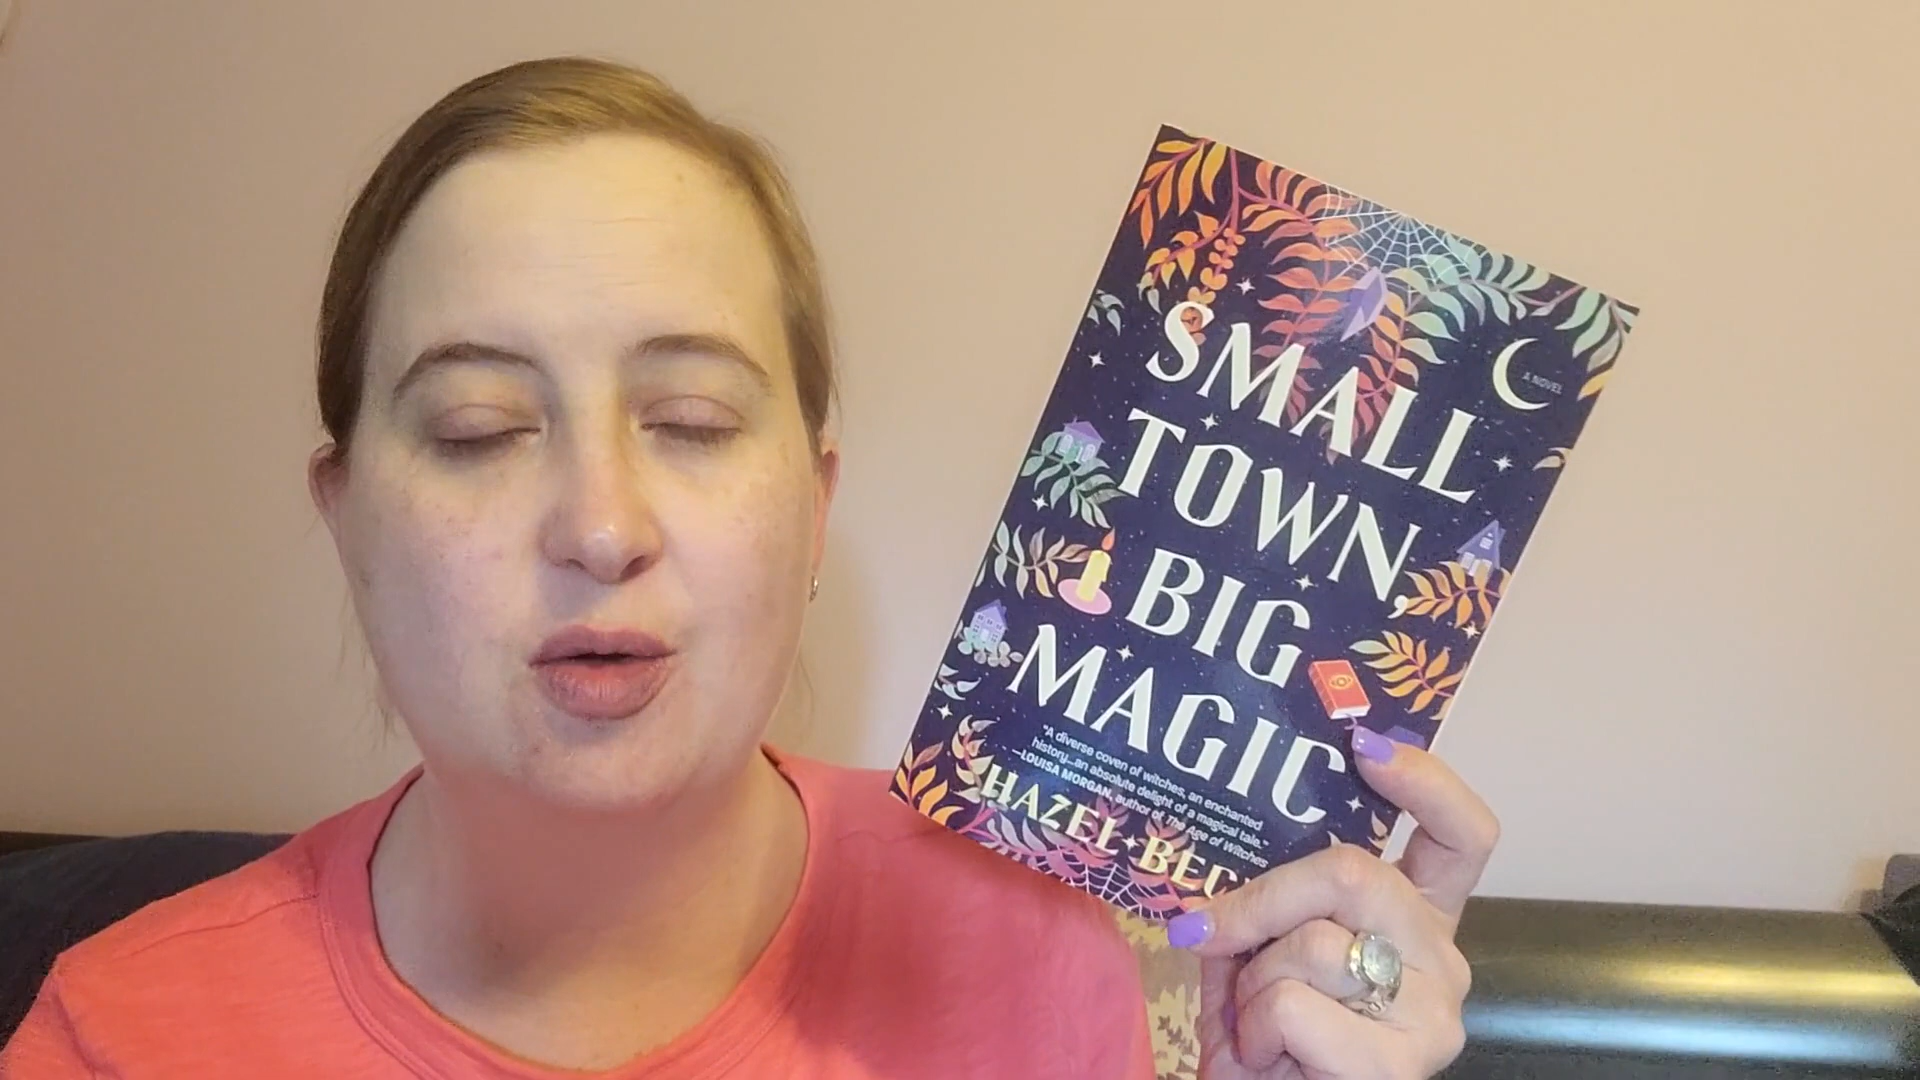 A NOVEL
SMALL
TOWN,
BIG
MAGIC
"A diverse coven of witches, an enchanted
history...an absolute delight of a magical tale."
—LOUISA MORGAN, author of The Age of Witches
HAZEL BEC